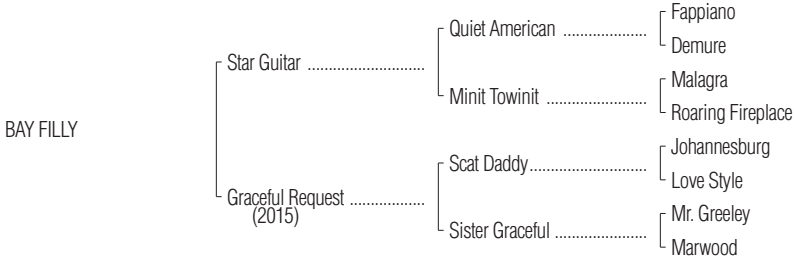 Fappiano
Quiet American ....................
Demure
Star Guitar ............................
Malagra
Minit Towinit ........................
Roaring Fireplace
BAY FILLY
Johannesburg
Scat Daddy............................
Love Style
Graceful Request ..................
(2015)
Mr. Greeley
Sister Graceful ......................
Marwood